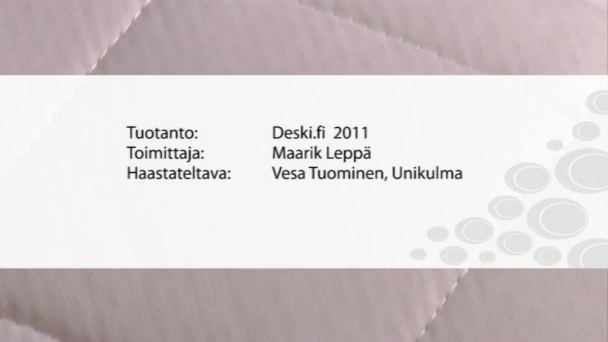 Tuotanto: Deski.fi 2011
Toimittaja: Maarik Leppä
Haastateltava: Vesa Tuominen, Unikulma